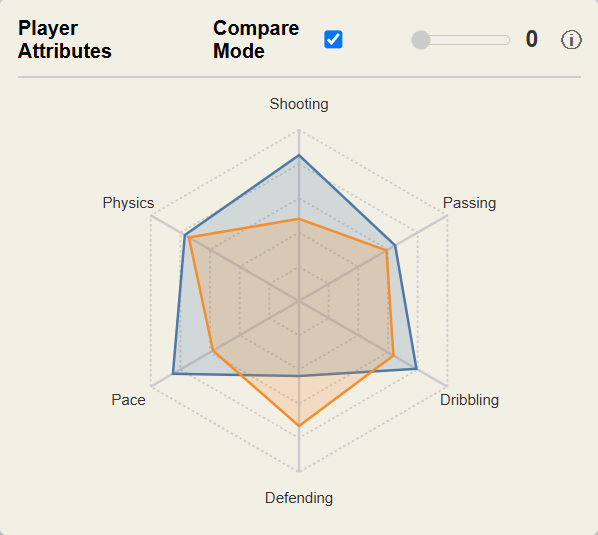 Player
Attributes
Compare
Mode
0
Shooting
Physics
Passing
Pace
Dribbling
Defending